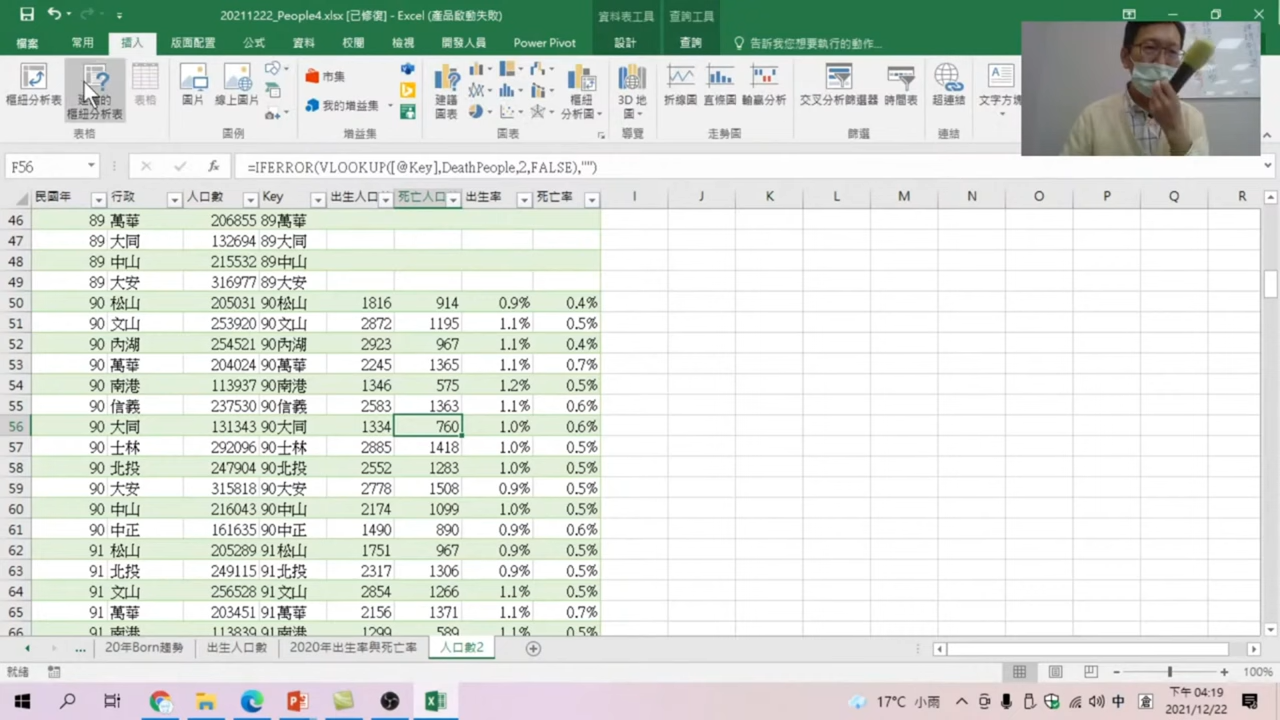 20211222_People4.xlsx [已修復] - Excel (產品啟動失敗)
資料表工具 查詢工具
檔案 常用 插入 版面配置 公式 資料 校閱 檢視 開發人員 Power Pivot 設計 查詢 告訴我您想要執行的動作...
樞紐分析表 樞紐分析表 表格 圖片 線上圖片 市集 我的增益集 建議圖表 樞紐分析圖 3D 地圖 折線圖 直條圖 輸贏分析 交叉分析篩選器 時間表 超連結 文字方塊
表格 圖例 增益集 圖表 導覽 走勢圖 篩選 連結
F56 fx =IFERROR(VLOOKUP([@Key],DeathPeople,2,FALSE),"")
民國年 行政 人口數 Key 出生人口 死亡人口 出生率 死亡率 I J K L M N O P Q R
46 89 萬華 206855 89萬華
47 89 大同 132694 89大同
48 89 中山 215532 89中山
49 89 大安 316977 89大安
50 90 松山 205031 90松山 1816 914 0.9% 0.4%
51 90 文山 253920 90文山 2872 1195 1.1% 0.5%
52 90 內湖 254521 90內湖 2923 967 1.1% 0.4%
53 90 萬華 204024 90萬華 2245 1365 1.1% 0.7%
54 90 南港 113937 90南港 1346 575 1.2% 0.5%
55 90 信義 237530 90信義 2583 1363 1.1% 0.6%
56 90 大同 131343 90大同 1334 760 1.0% 0.6%
57 90 士林 292096 90士林 2885 1418 1.0% 0.5%
58 90 北投 247904 90北投 2552 1283 1.0% 0.5%
59 90 大安 315818 90大安 2778 1508 0.9% 0.5%
60 90 中山 216043 90中山 2174 1099 1.0% 0.5%
61 90 中正 161635 90中正 1490 890 0.9% 0.6%
62 91 松山 205289 91松山 1751 967 0.9% 0.5%
63 91 北投 249115 91北投 2317 1306 0.9% 0.5%
64 91 文山 256528 91文山 2854 1266 1.1% 0.5%
65 91 萬華 203451 91萬華 2156 1371 1.1% 0.7%
66 91 南港 113839 91南港 1299 589 1.1% 0.5%
... 20年Born趨勢 出生人口數 2020年出生率與死亡率 人口數2
就緒 100%
17°C 小雨 中 下午 04:19
2021/12/22